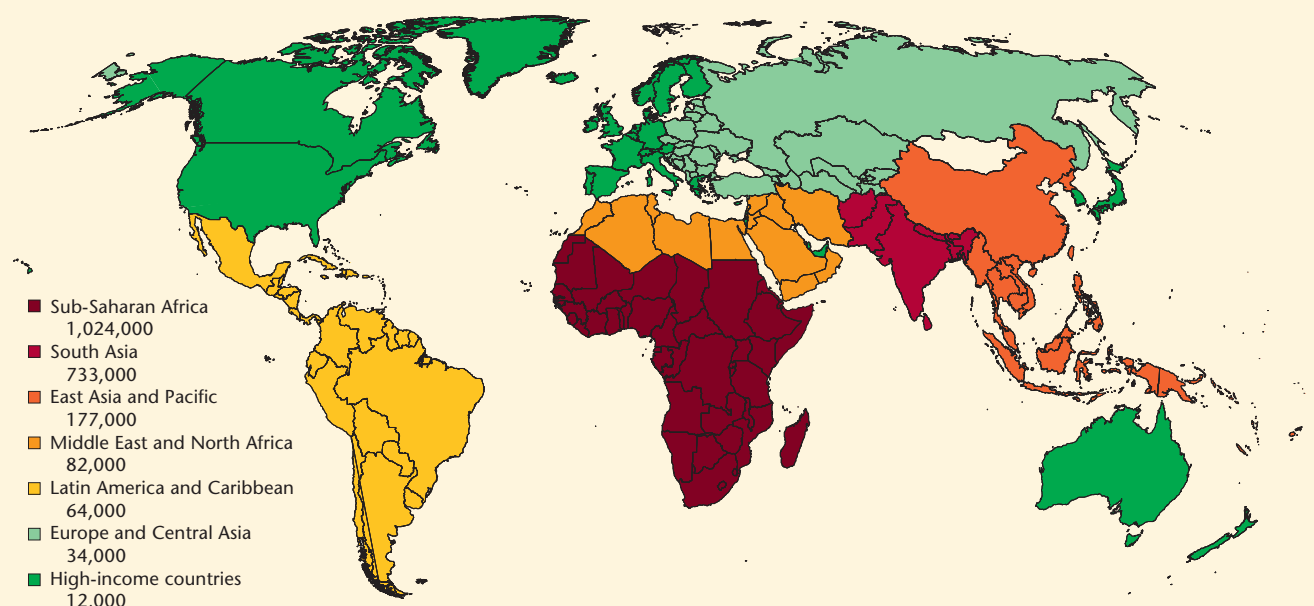 Sub-Saharan Africa
1,024,000
South Asia
733,000
East Asia and Pacific
177,000
Middle East and North Africa
82,000
Latin America and Caribbean
64,000
Europe and Central Asia
34,000
High-income countries
12,000